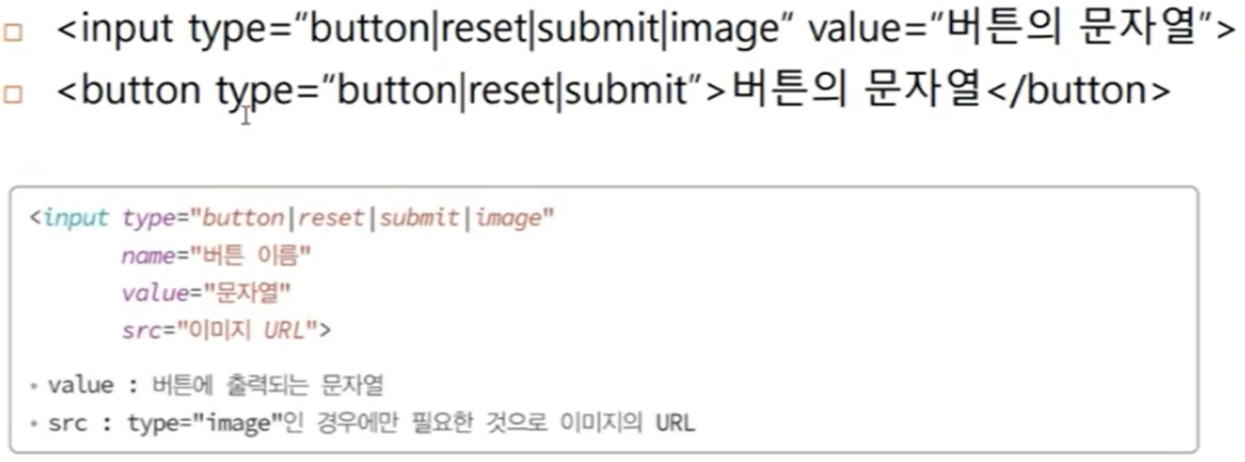 <input type="button|reset|submit|image" value="버튼의 문자열">
<button type="button|reset|submit">버튼의 문자열</button>
<input type="button|reset|submit|image"
name="버튼 이름"
value="문자열"
src="이미지 URL">
• value : 버튼에 출력되는 문자열
• src : type="image"인 경우에만 필요한 것으로 이미지의 URL